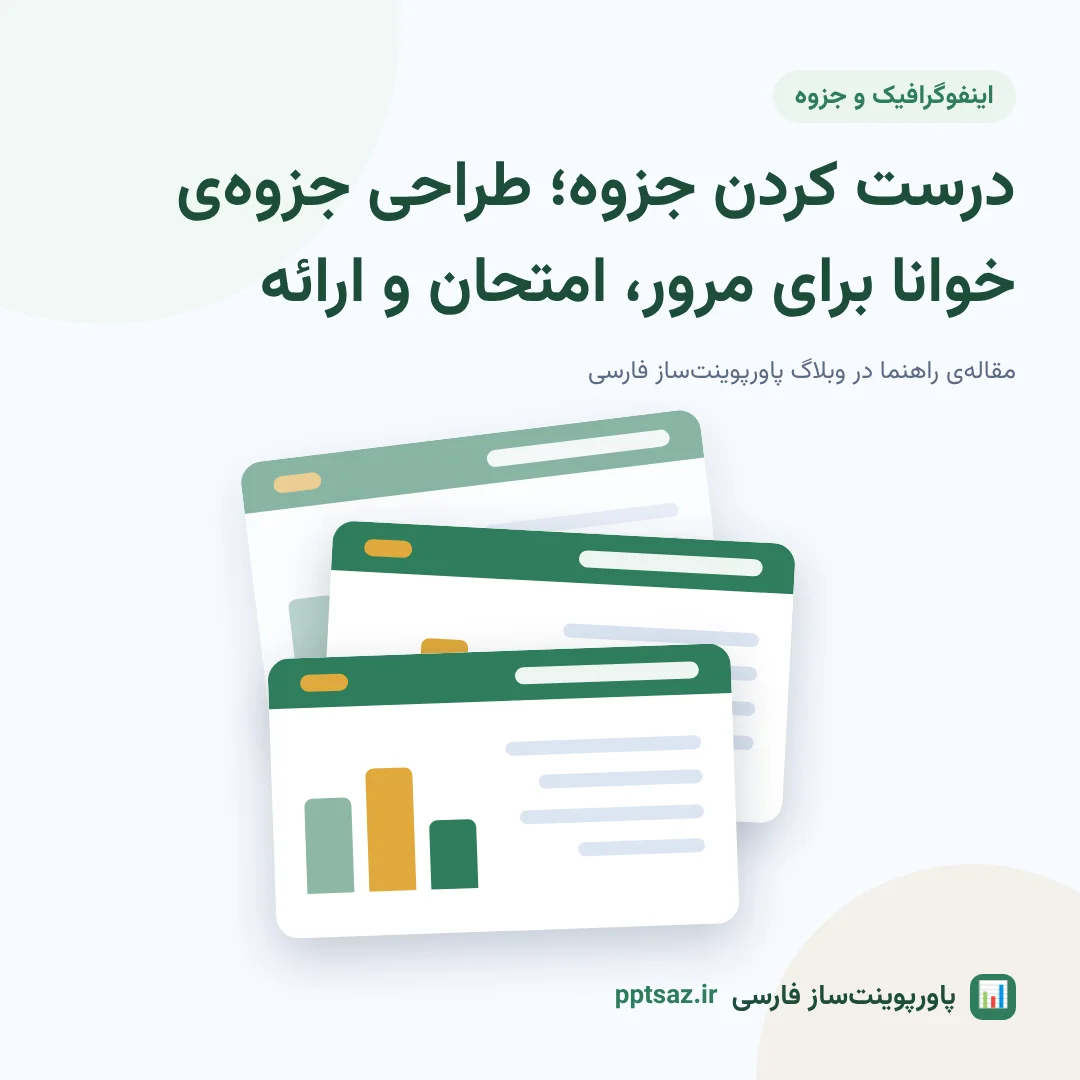 اینفوگرافیک و جزوه
درست کردن جزوه؛ طراحی جزوه‌ی
خوانا برای مرور، امتحان و ارائه
مقاله‌ی راهنما در وبلاگ پاورپوینت‌ساز فارسی
پاورپوینت‌ساز فارسی pptsaz.ir